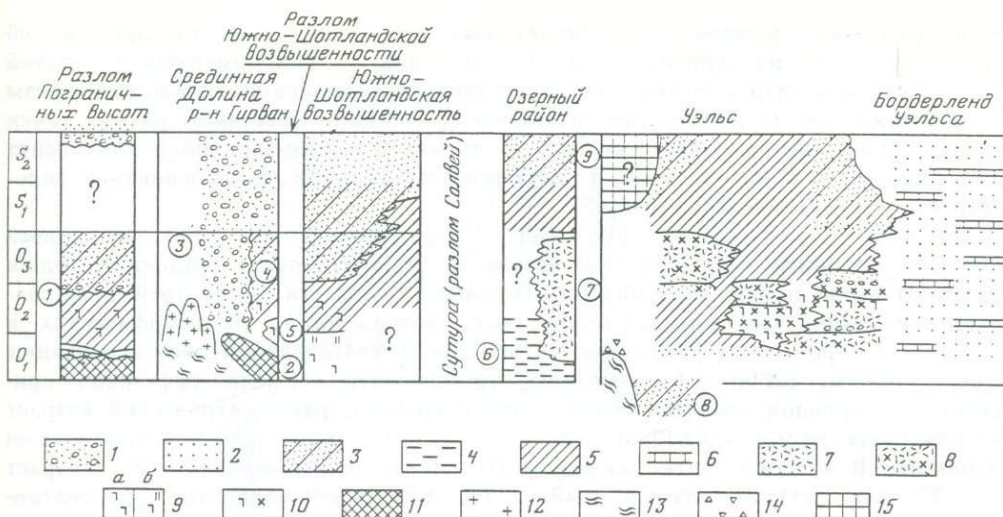 Разлом
Южно-Шотландской
возвышенности
Разлом
Погранич-
ных высот
Срединная
Долина
р-н Гирван
Южно-
Шотландская
возвышенность
Озерный
район
Уэльс
Бордерленд
Уэльса
S₂
S₁
O₃
O₂
O₁
?
1
3
4
5
2
?
Сутура (разлом Солвей)
?
6
9
?
7
8
1
2
3
4
5
6
7
8
а б
9
10
11
12
13
14
15